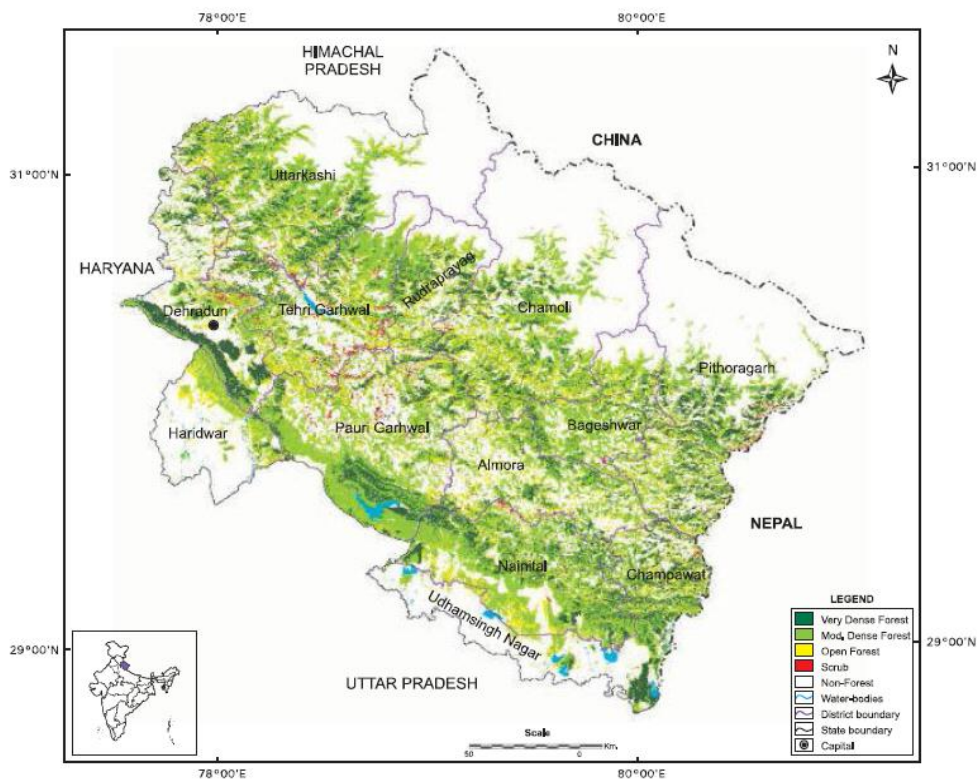 78°00'E
80°00'E
HIMACHAL
PRADESH
N
CHINA
31°00'N
31°00'N
Uttarkashi
HARYANA
Rudraprayag
Dehradun
Tehri Garhwal
Chamoli
Pithoragarh
Haridwar
Pauri Garhwal
Bageshwar
Almora
NEPAL
Nainital
Champawat
Udhamsingh Nagar
29°00'N
29°00'N
UTTAR PRADESH
LEGEND
Very Dense Forest
Mod. Dense Forest
Open Forest
Scrub
Non-Forest
Water-bodies
District boundary
State boundary
Capital
Scale
50 0 Km.
78°00'E
80°00'E